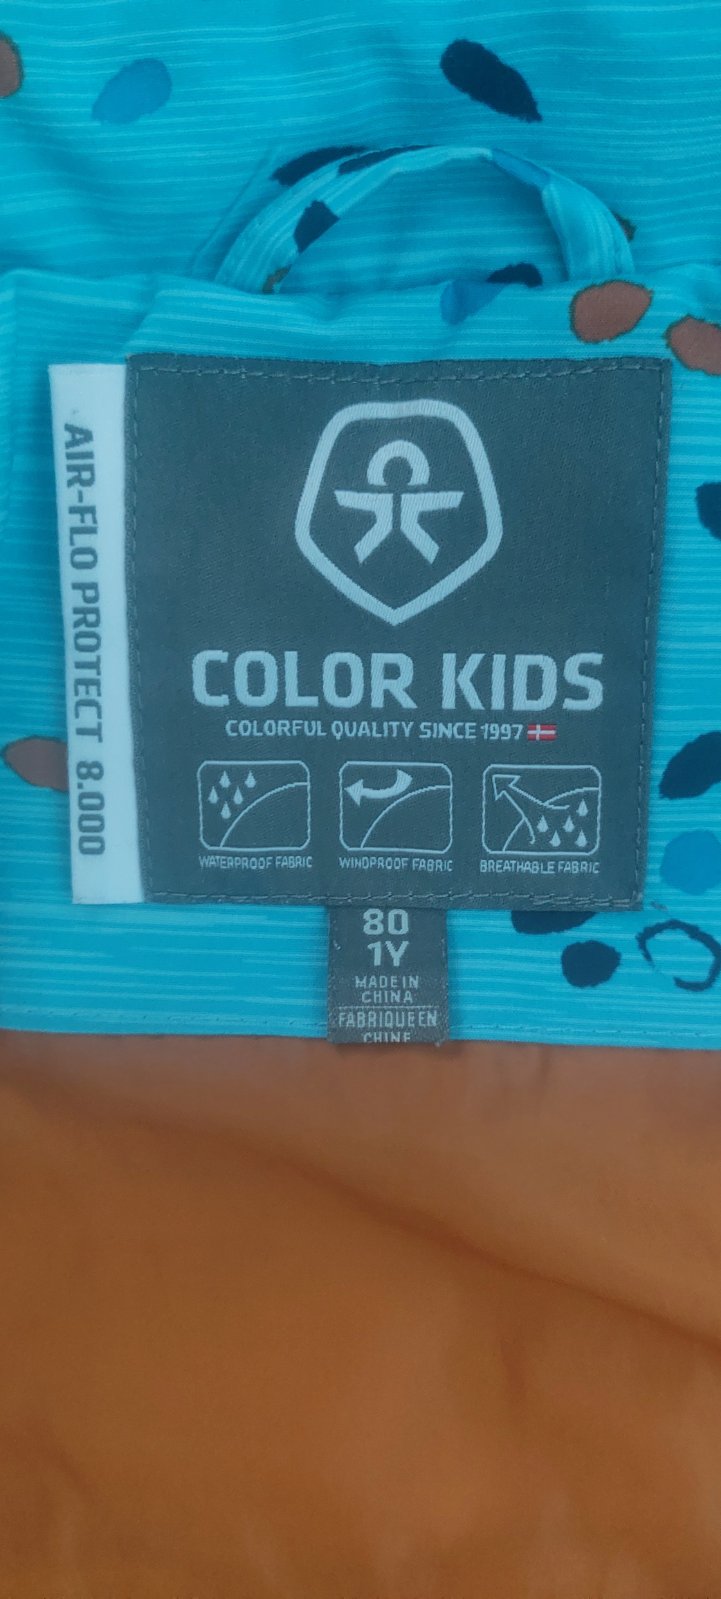 AIR-FLO PROTECT 8.000
COLOR KIDS
COLORFUL QUALITY SINCE 1997
WATERPROOF FABRIC
WINDPROOF FABRIC
BREATHABLE FABRIC
80
1Y
MADE IN
CHINA
FABRIQUE EN
CHINE